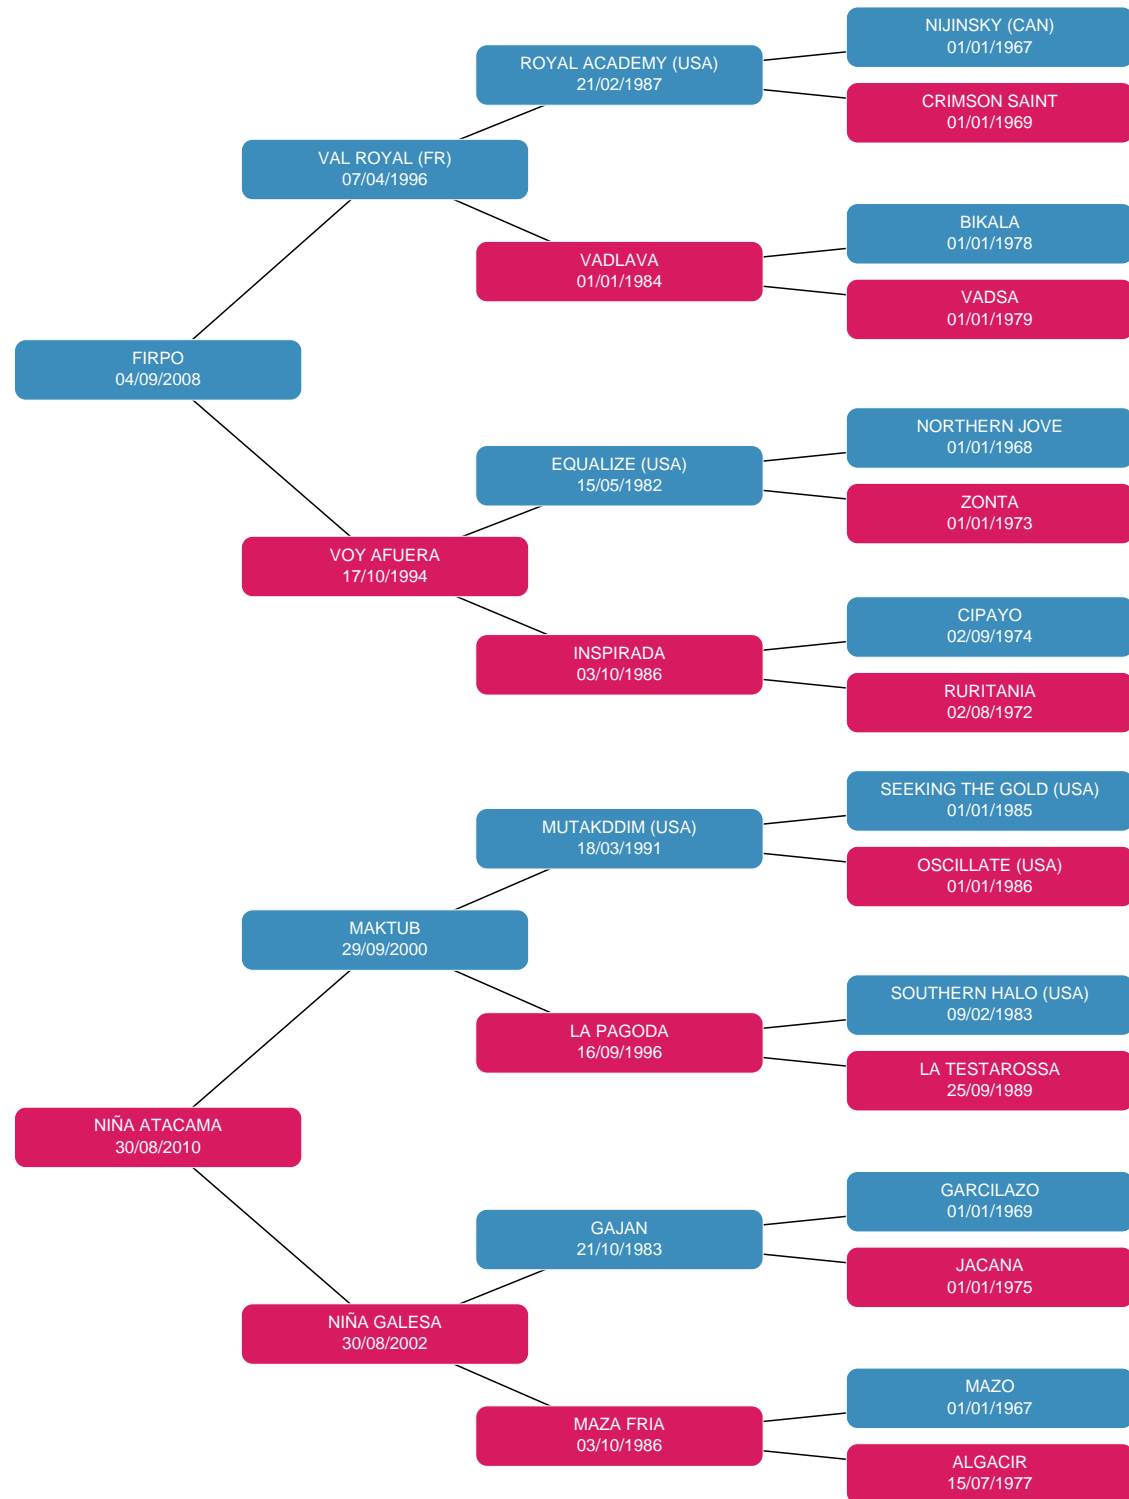 NIJINSKY (CAN)
01/01/1967
ROYAL ACADEMY (USA)
21/02/1987
CRIMSON SAINT
01/01/1969
VAL ROYAL (FR)
07/04/1996
BIKALA
01/01/1978
VADLAVA
01/01/1984
VADSA
01/01/1979
FIRPO
04/09/2008
NORTHERN JOVE
01/01/1968
EQUALIZE (USA)
15/05/1982
ZONTA
01/01/1973
VOY AFUERA
17/10/1994
CIPAYO
02/09/1974
INSPIRADA
03/10/1986
RURITANIA
02/08/1972
SEEKING THE GOLD (USA)
01/01/1985
MUTAKDDIM (USA)
18/03/1991
OSCILLATE (USA)
01/01/1986
MAKTUB
29/09/2000
SOUTHERN HALO (USA)
09/02/1983
LA PAGODA
16/09/1996
LA TESTAROSSA
25/09/1989
NIÑA ATACAMA
30/08/2010
GARCILAZO
01/01/1969
GAJAN
21/10/1983
JACANA
01/01/1975
NIÑA GALESA
30/08/2002
MAZO
01/01/1967
MAZA FRIA
03/10/1986
ALGACIR
15/07/1977